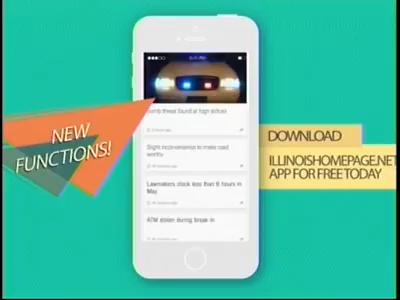 NEW
FUNCTIONS!
Bomb threat found at high school
Slight inconvenience to make road
worthy
Lawmakers clock less than 6 hours in
May
ATM stolen during break in
DOWNLOAD
ILLINOISHOMEPAGE.NET
APP FOR FREE TODAY